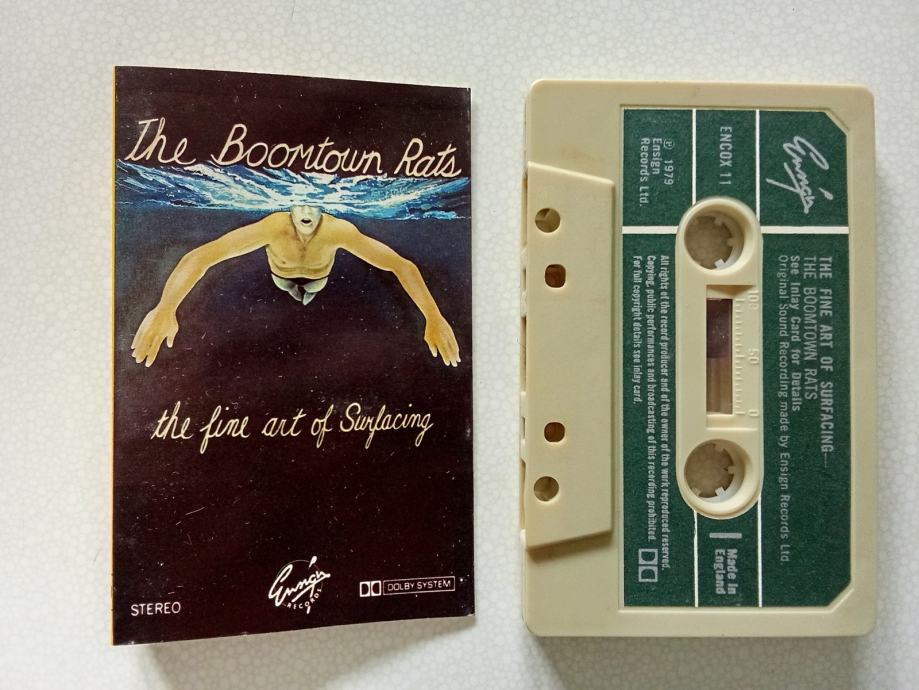 The Boomtown Rats
the fine art of Surfacing
STEREO
Ensign
RECORDS
DOLBY SYSTEM
Ensign
ENCOX 11
℗ 1979
Ensign
Records Ltd.
THE FINE ART OF SURFACING—
THE BOOMTOWN RATS
See Inlay Card for Details
Original Sound Recording made by Ensign Records Ltd
100 50 0
All rights of the record producer and of the owner of the work reproduced reserved.
Copying, public performances and broadcasting of this recording prohibited.
For full copyright details see inlay card.
Made in
England